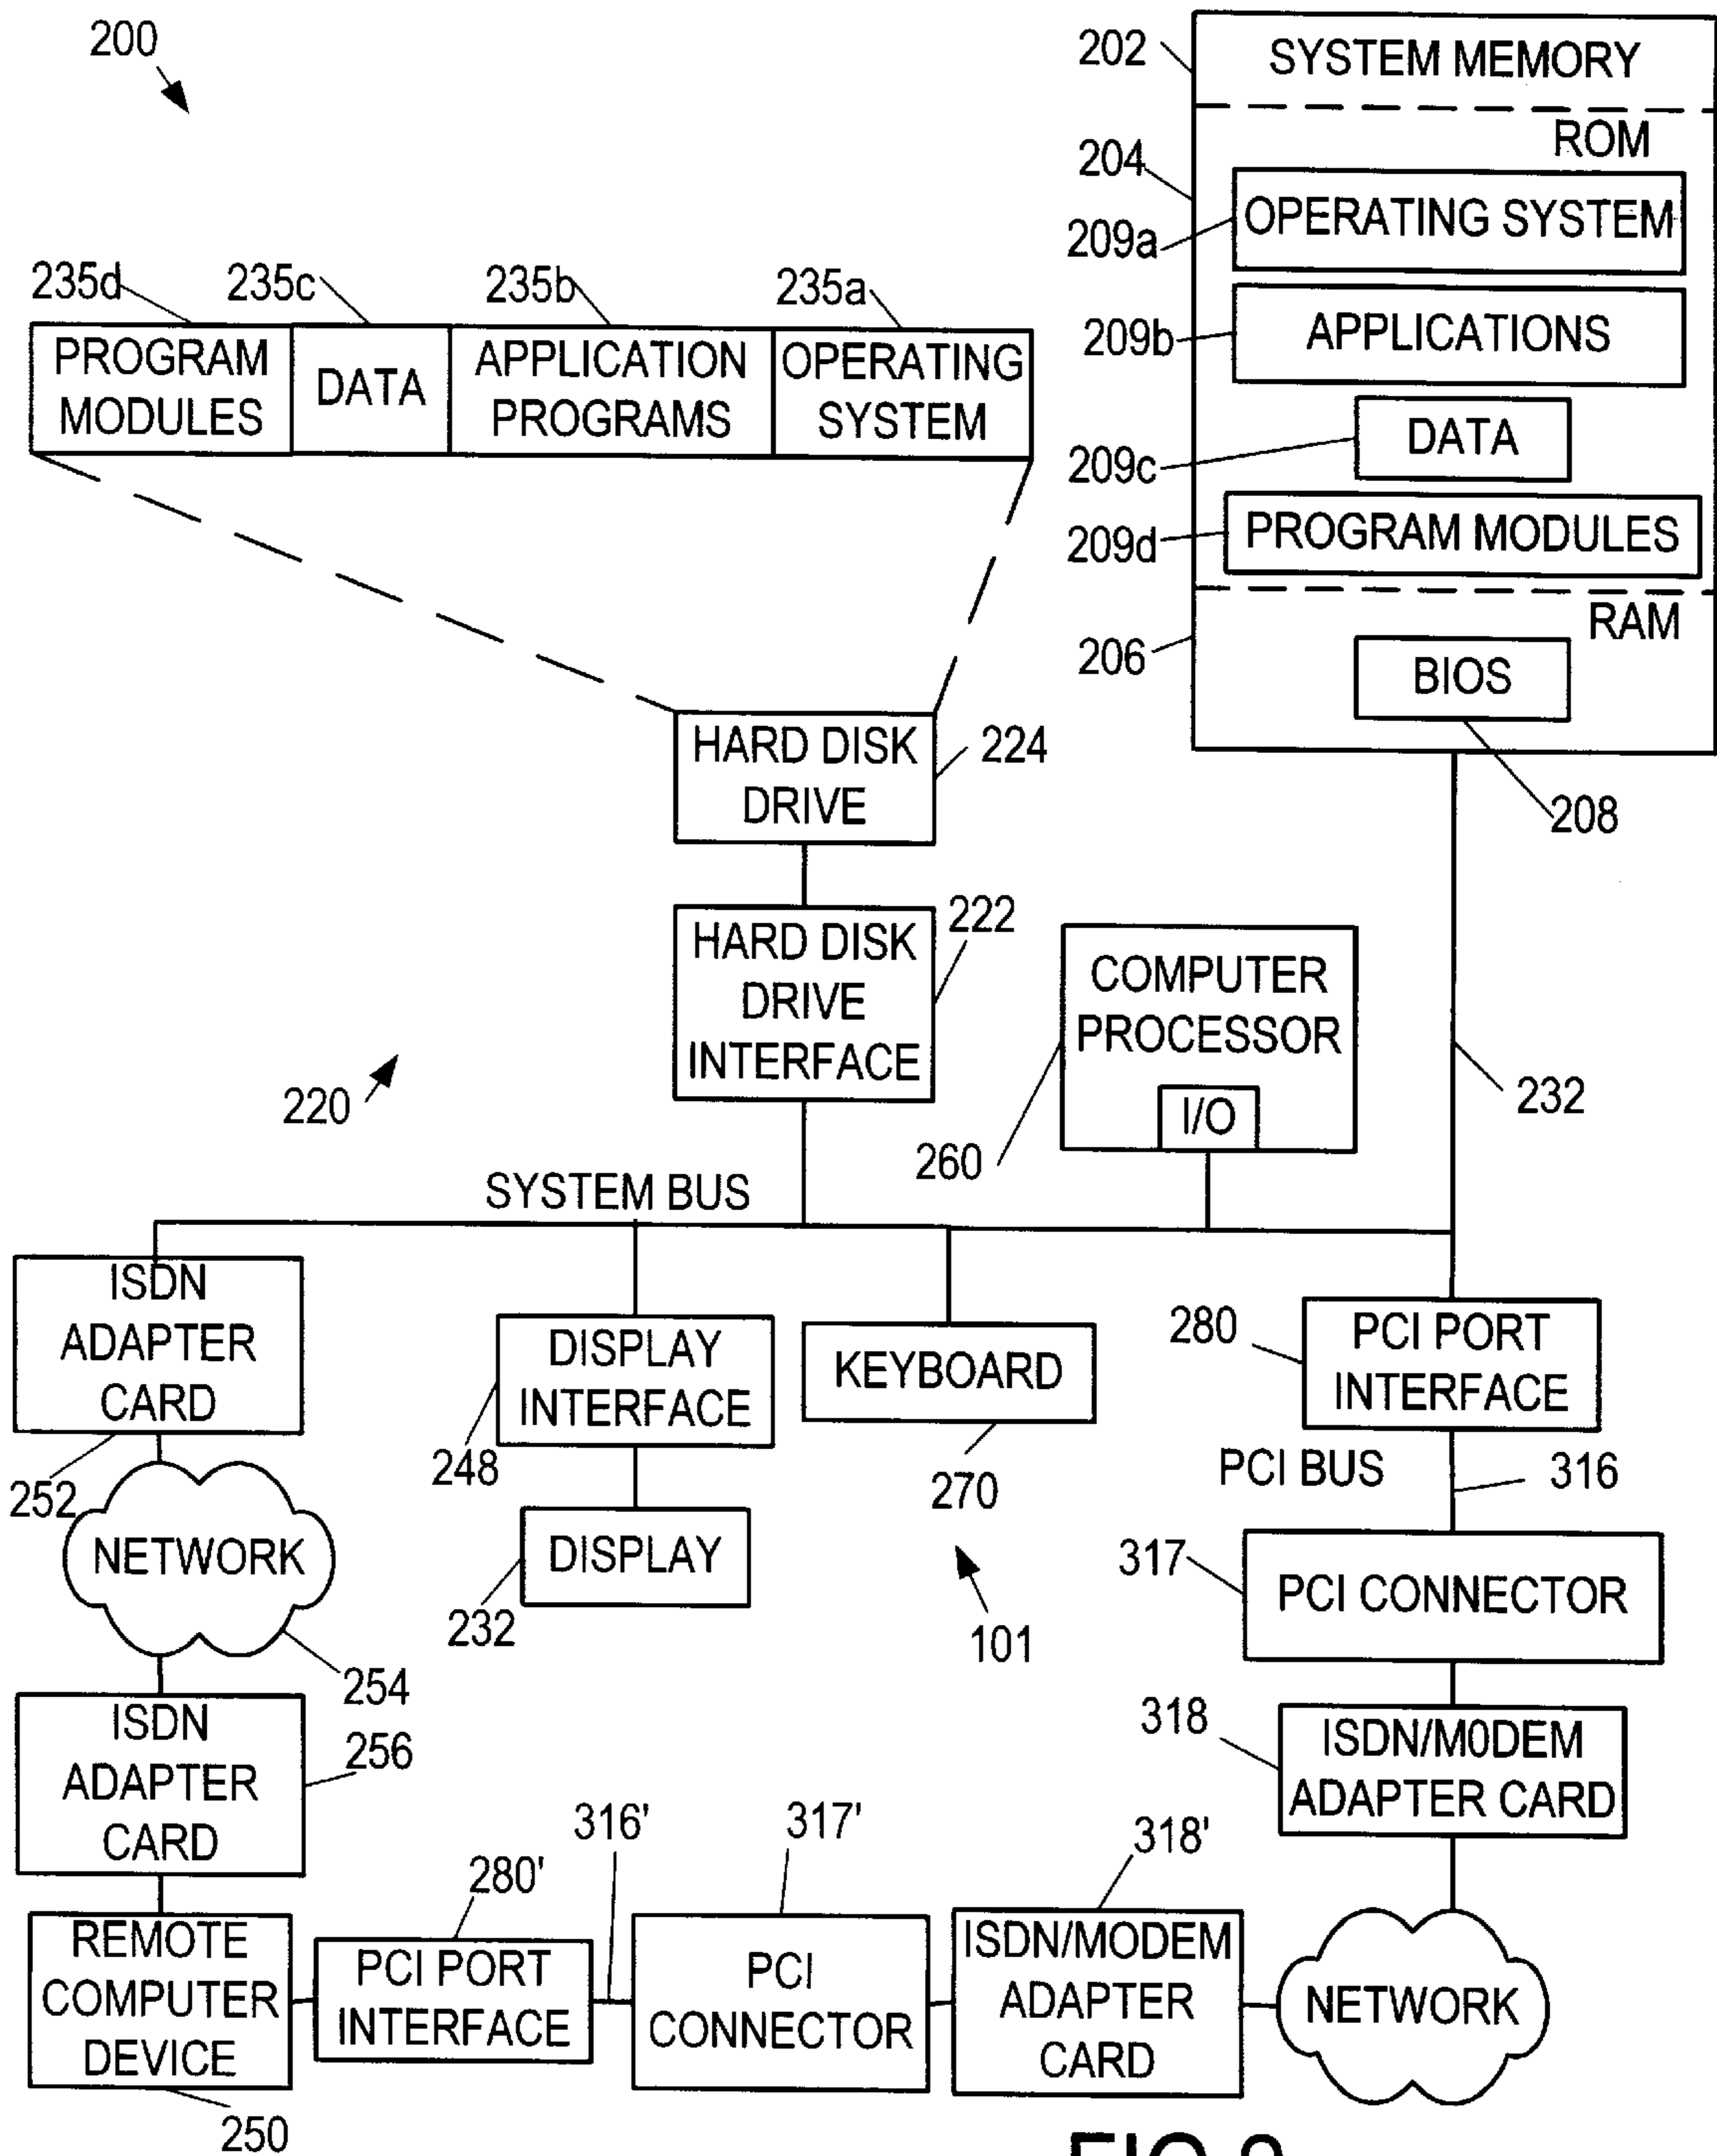 200
202
SYSTEM MEMORY
ROM
204
209a
OPERATING SYSTEM
209b
APPLICATIONS
209c
DATA
209d
PROGRAM MODULES
RAM
206
BIOS
208
235d
235c
235b
235a
PROGRAM
MODULES
DATA
APPLICATION
PROGRAMS
OPERATING
SYSTEM
HARD DISK
DRIVE
224
HARD DISK
DRIVE
INTERFACE
222
COMPUTER
PROCESSOR
I/O
260
232
220
SYSTEM BUS
ISDN
ADAPTER
CARD
252
DISPLAY
INTERFACE
248
KEYBOARD
270
280
PCI PORT
INTERFACE
PCI BUS
316
NETWORK
254
DISPLAY
232
101
317
PCI CONNECTOR
ISDN
ADAPTER
CARD
256
318
ISDN/M0DEM
ADAPTER CARD
REMOTE
COMPUTER
DEVICE
250
280'
PCI PORT
INTERFACE
316'
317'
PCI
CONNECTOR
318'
ISDN/MODEM
ADAPTER
CARD
NETWORK